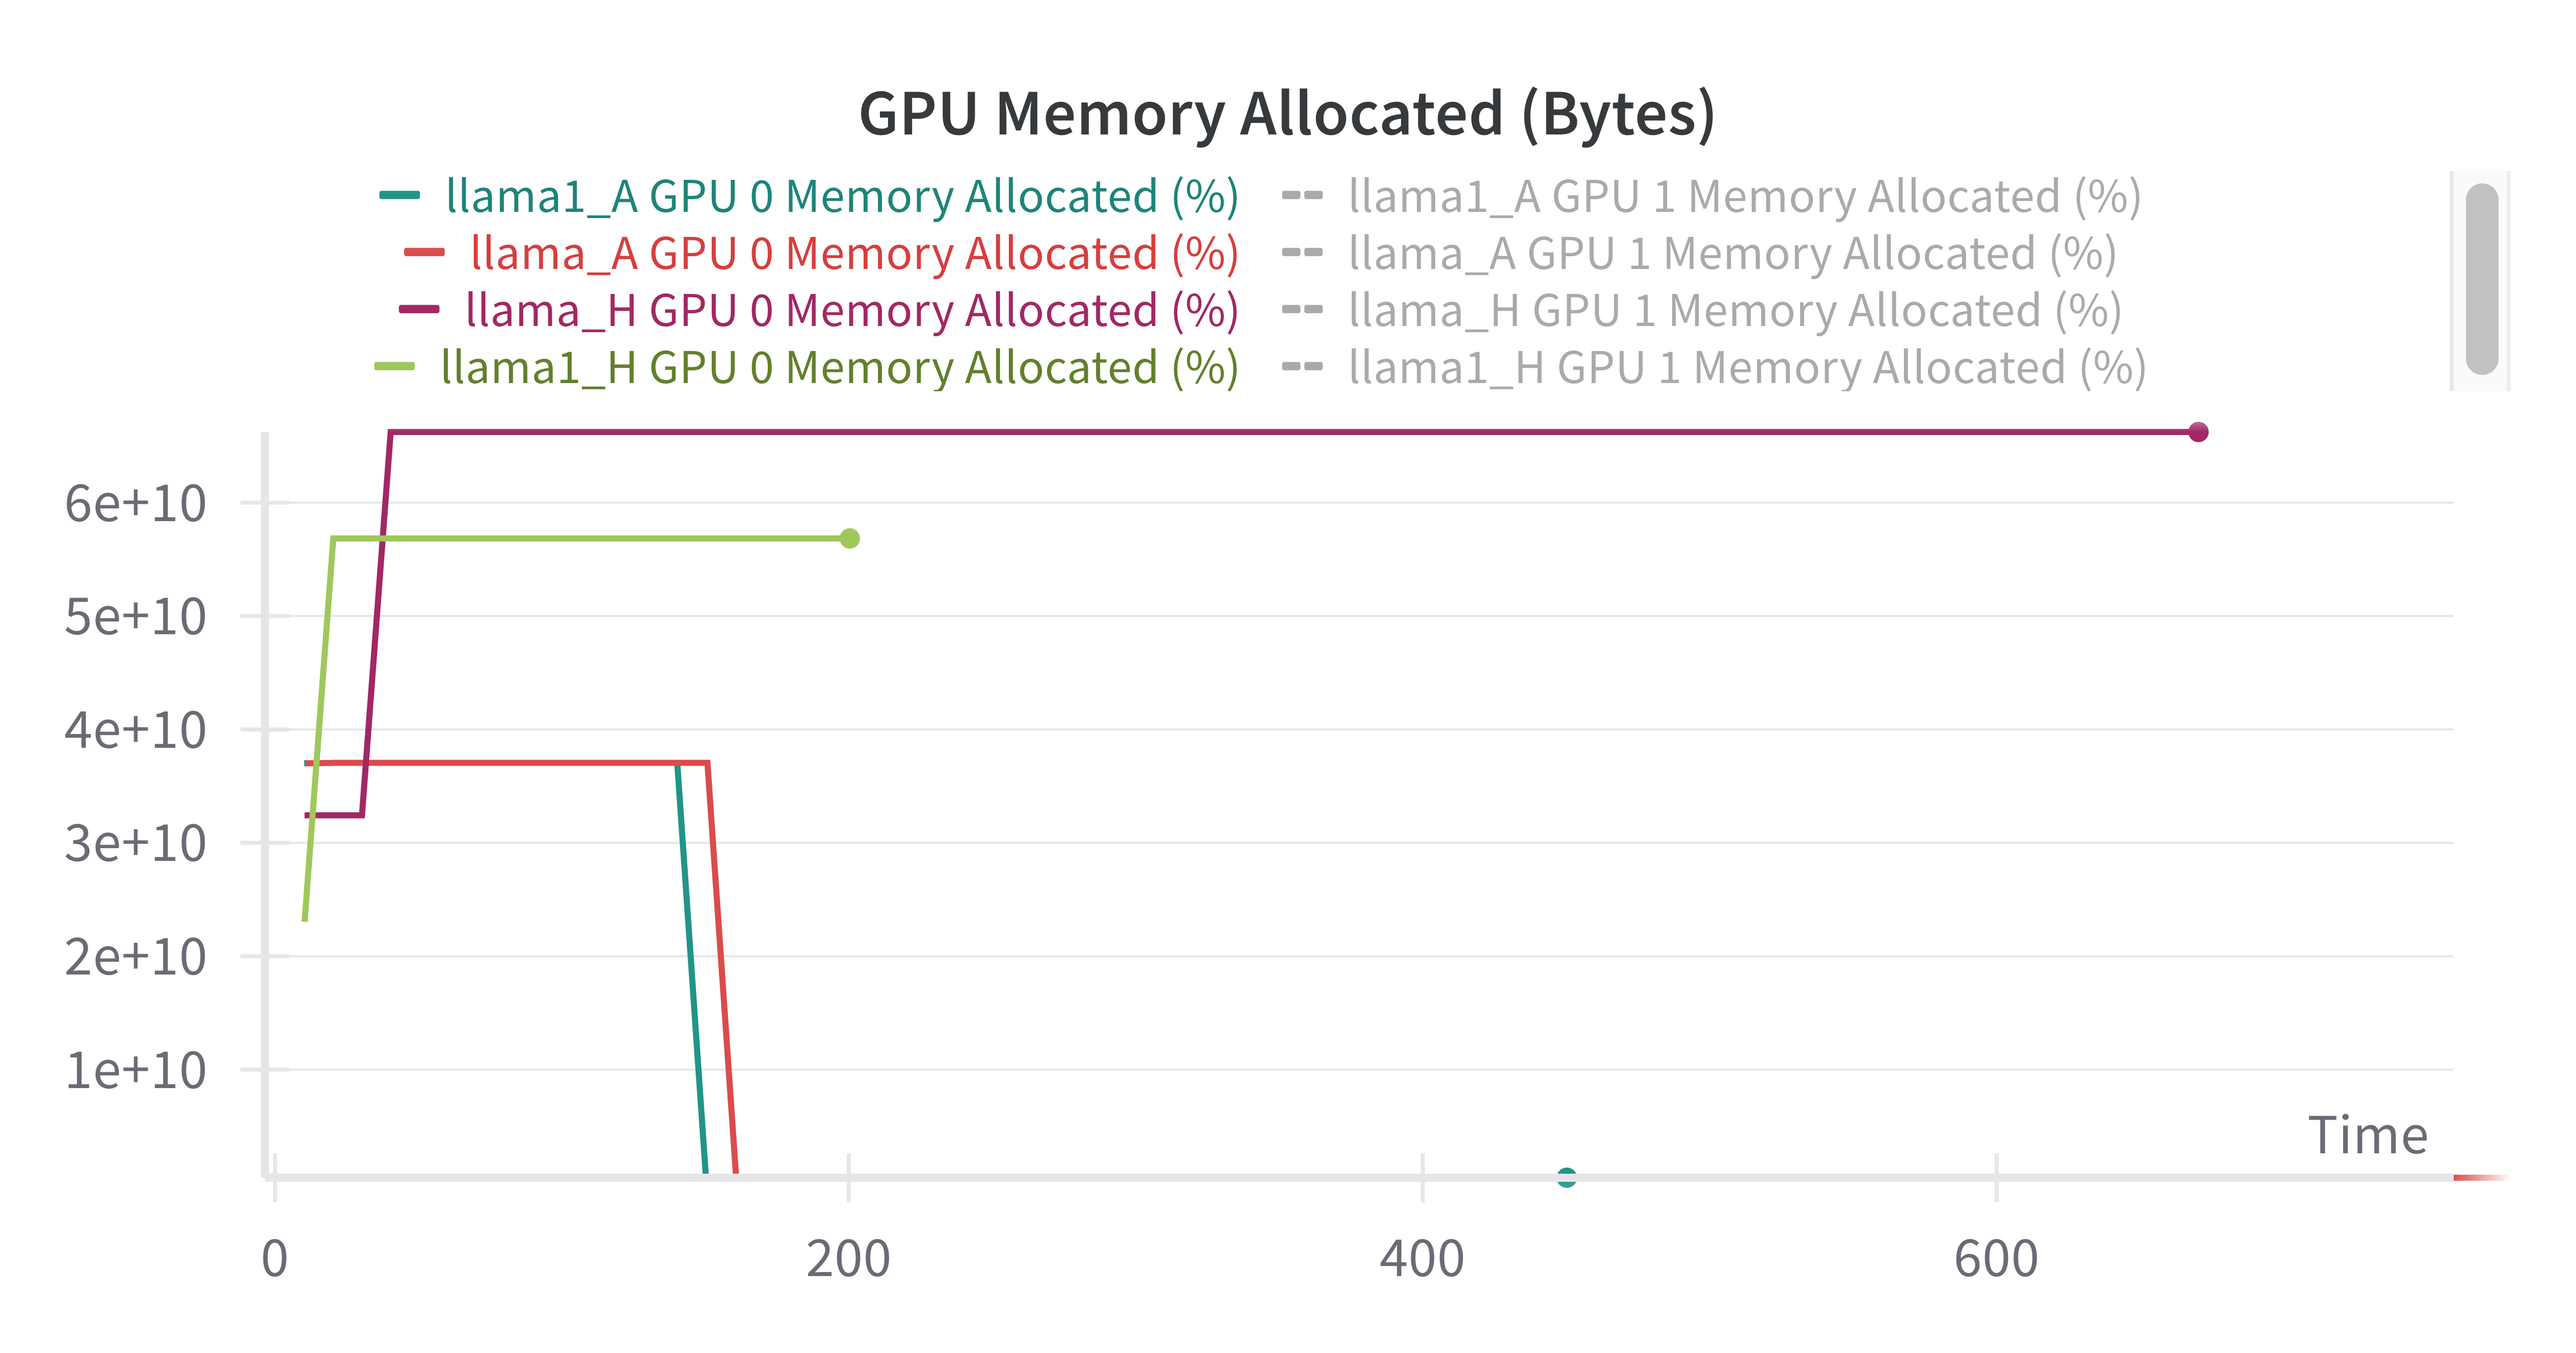 GPU Memory Allocated (Bytes)
llama1_A GPU 0 Memory Allocated (%) llama1_A GPU 1 Memory Allocated (%)
llama_A GPU 0 Memory Allocated (%) llama_A GPU 1 Memory Allocated (%)
llama_H GPU 0 Memory Allocated (%) llama_H GPU 1 Memory Allocated (%)
llama1_H GPU 0 Memory Allocated (%) llama1_H GPU 1 Memory Allocated (%)
6e+10
5e+10
4e+10
3e+10
2e+10
1e+10
Time
0 200 400 600